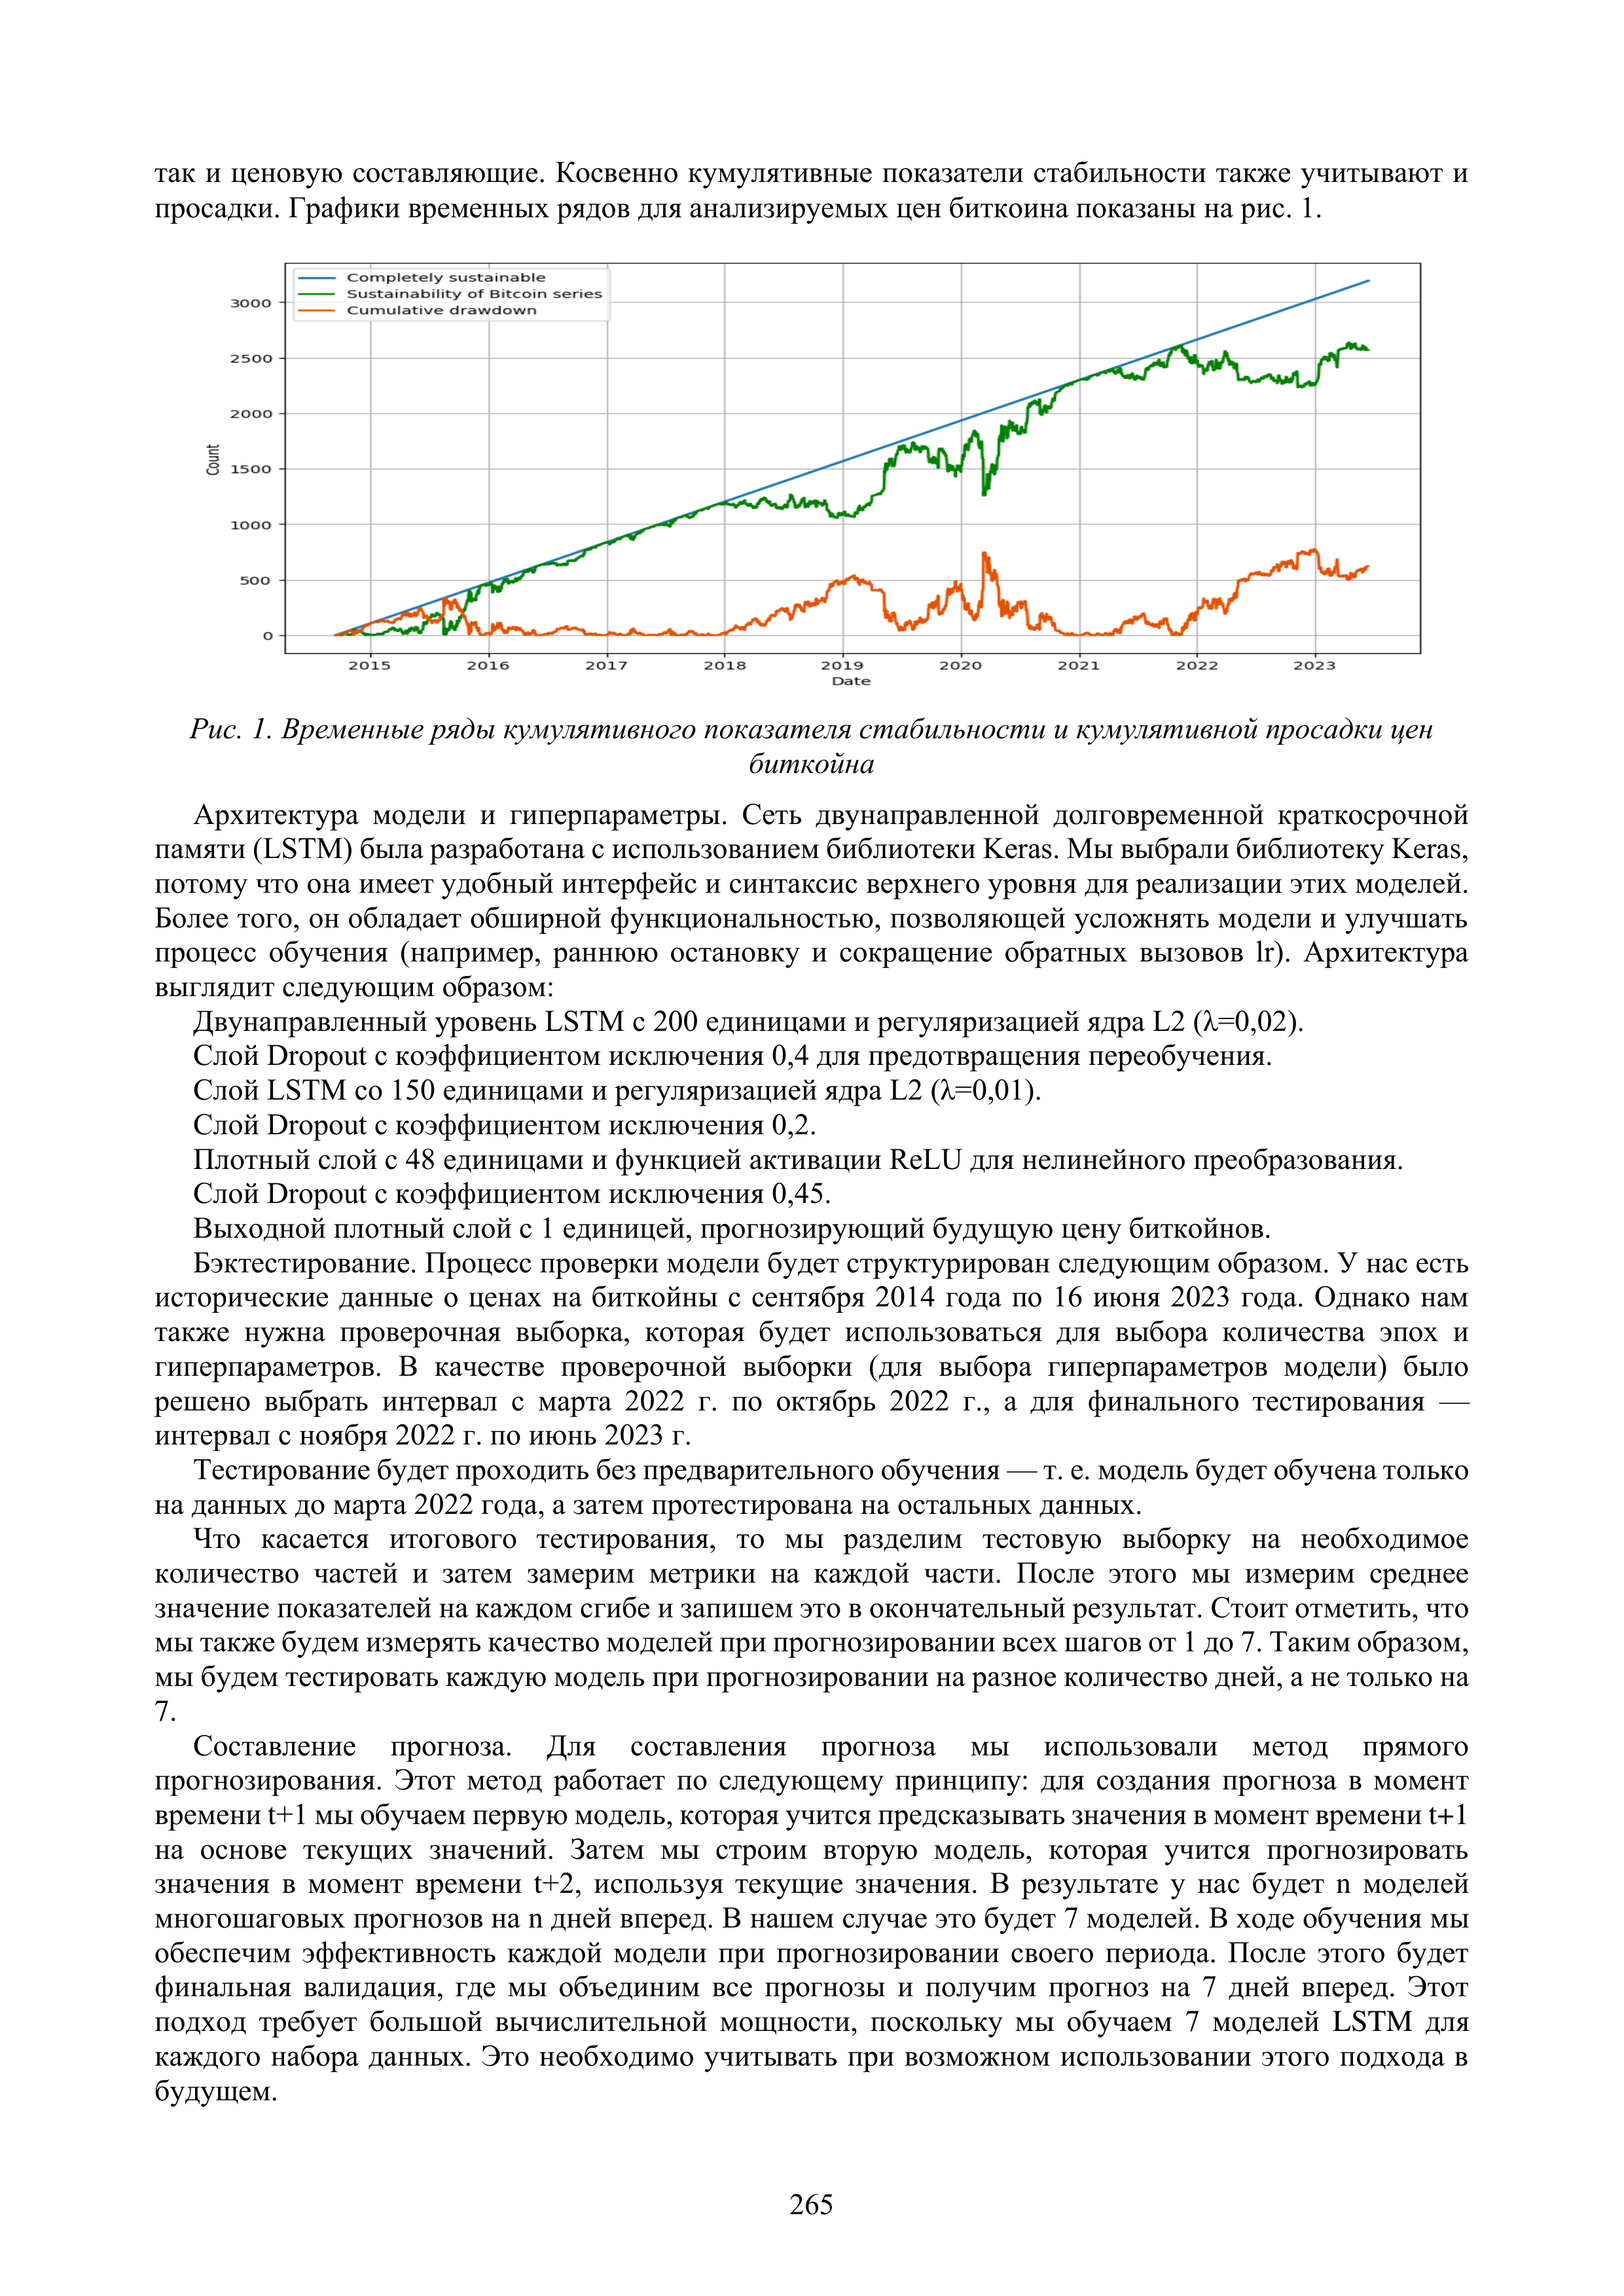 так и ценовую составляющие. Косвенно кумулятивные показатели стабильности также учитывают и
просадки. Графики временных рядов для анализируемых цен биткоина показаны на рис. 1.
Completely sustainable
Sustainability of Bitcoin series
Cumulative drawdown
3000
2500
2000
1500
1000
500
0
Count
2015 2016 2017 2018 2019 2020 2021 2022 2023
Date
Рис. 1. Временные ряды кумулятивного показателя стабильности и кумулятивной просадки цен
биткойна
Архитектура модели и гиперпараметры. Сеть двунаправленной долговременной краткосрочной
памяти (LSTM) была разработана с использованием библиотеки Keras. Мы выбрали библиотеку Keras,
потому что она имеет удобный интерфейс и синтаксис верхнего уровня для реализации этих моделей.
Более того, он обладает обширной функциональностью, позволяющей усложнять модели и улучшать
процесс обучения (например, раннюю остановку и сокращение обратных вызовов lr). Архитектура
выглядит следующим образом:
Двунаправленный уровень LSTM с 200 единицами и регуляризацией ядра L2 (λ=0,02).
Слой Dropout с коэффициентом исключения 0,4 для предотвращения переобучения.
Слой LSTM со 150 единицами и регуляризацией ядра L2 (λ=0,01).
Слой Dropout с коэффициентом исключения 0,2.
Плотный слой с 48 единицами и функцией активации ReLU для нелинейного преобразования.
Слой Dropout с коэффициентом исключения 0,45.
Выходной плотный слой с 1 единицей, прогнозирующий будущую цену биткойнов.
Бэктестирование. Процесс проверки модели будет структурирован следующим образом. У нас есть
исторические данные о ценах на биткойны с сентября 2014 года по 16 июня 2023 года. Однако нам
также нужна проверочная выборка, которая будет использоваться для выбора количества эпох и
гиперпараметров. В качестве проверочной выборки (для выбора гиперпараметров модели) было
решено выбрать интервал с марта 2022 г. по октябрь 2022 г., а для финального тестирования —
интервал с ноября 2022 г. по июнь 2023 г.
Тестирование будет проходить без предварительного обучения — т. е. модель будет обучена только
на данных до марта 2022 года, а затем протестирована на остальных данных.
Что касается итогового тестирования, то мы разделим тестовую выборку на необходимое
количество частей и затем замерим метрики на каждой части. После этого мы измерим среднее
значение показателей на каждом сгибе и запишем это в окончательный результат. Стоит отметить, что
мы также будем измерять качество моделей при прогнозировании всех шагов от 1 до 7. Таким образом,
мы будем тестировать каждую модель при прогнозировании на разное количество дней, а не только на
7.
Составление прогноза. Для составления прогноза мы использовали метод прямого
прогнозирования. Этот метод работает по следующему принципу: для создания прогноза в момент
времени t+1 мы обучаем первую модель, которая учится предсказывать значения в момент времени t+1
на основе текущих значений. Затем мы строим вторую модель, которая учится прогнозировать
значения в момент времени t+2, используя текущие значения. В результате у нас будет n моделей
многошаговых прогнозов на n дней вперед. В нашем случае это будет 7 моделей. В ходе обучения мы
обеспечим эффективность каждой модели при прогнозировании своего периода. После этого будет
финальная валидация, где мы объединим все прогнозы и получим прогноз на 7 дней вперед. Этот
подход требует большой вычислительной мощности, поскольку мы обучаем 7 моделей LSTM для
каждого набора данных. Это необходимо учитывать при возможном использовании этого подхода в
будущем.
265